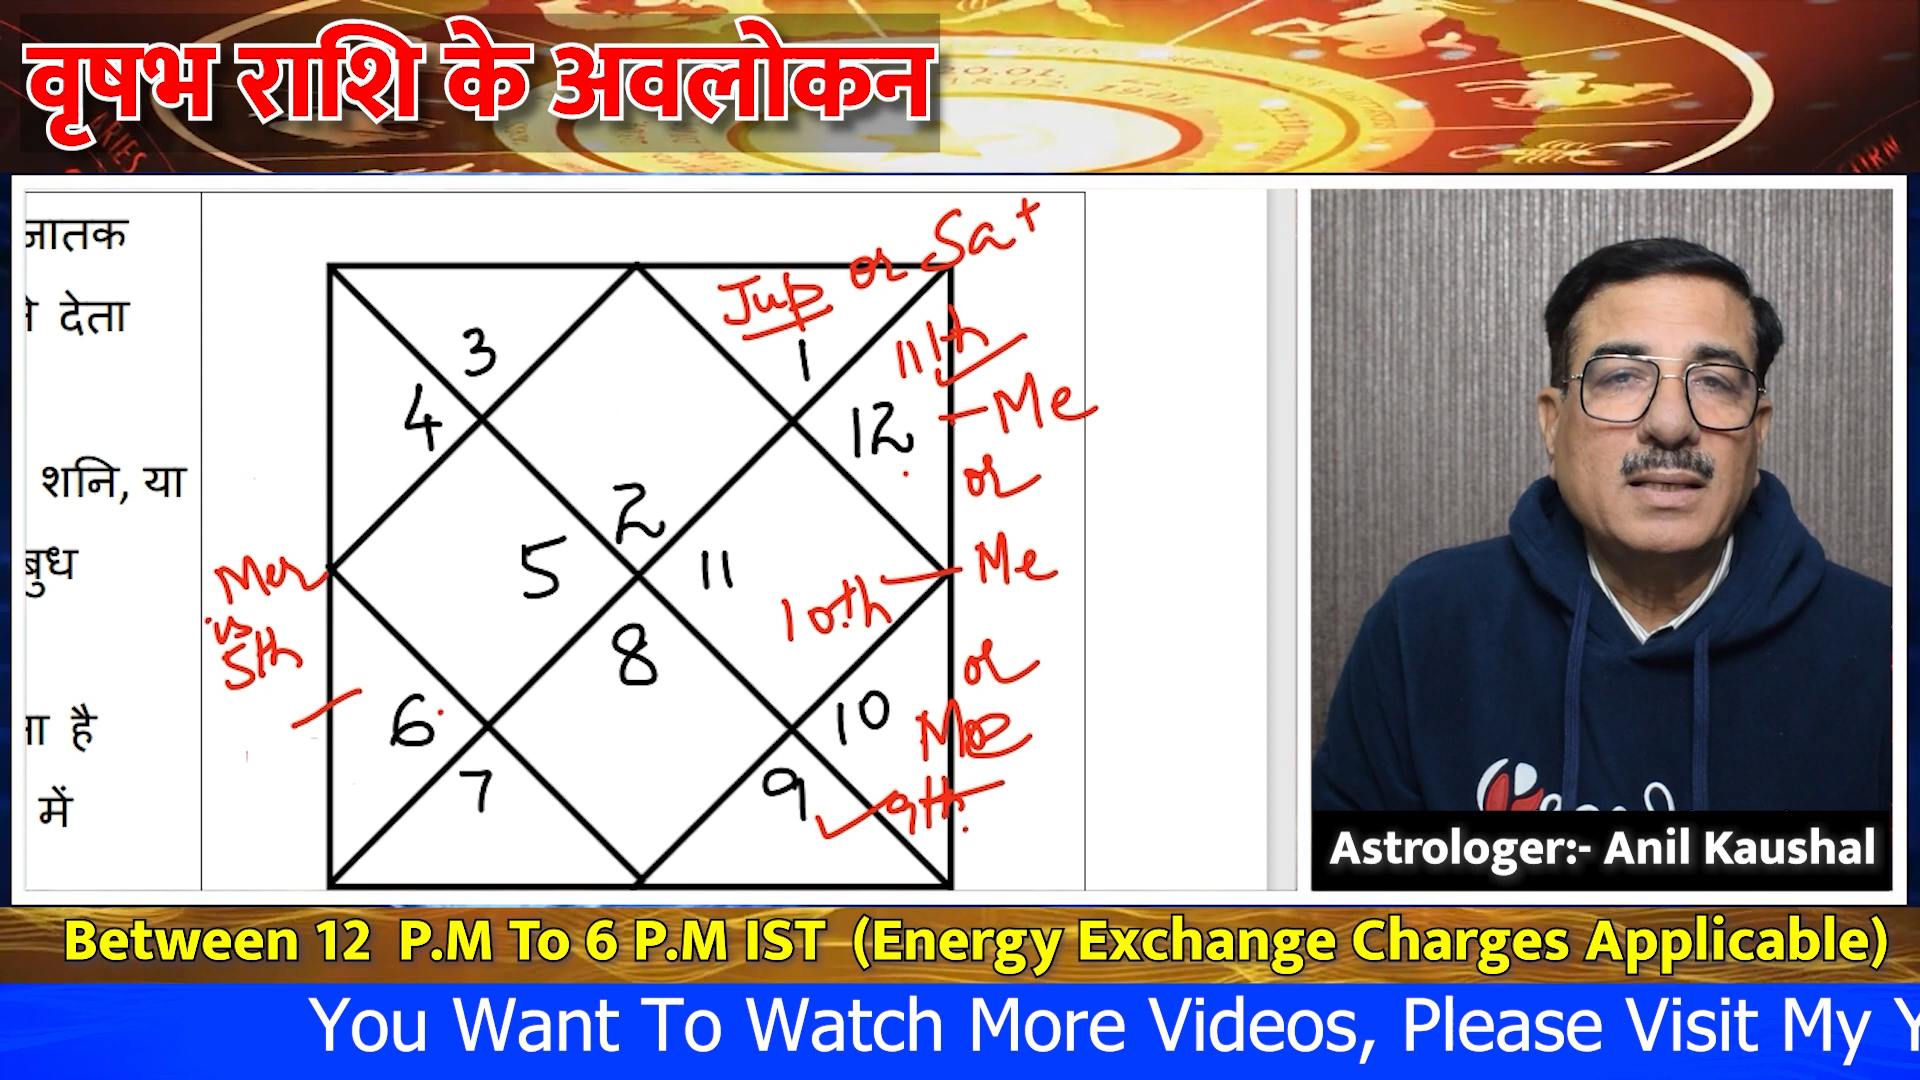 वृषभ राशि के अवलोकन
ARIES
जातक
देता
शनि, या
बुध
है
में
Jup or Sat
3
1
11th
4
12
Me
or
2
5
11
Me
Mer
is
5th
10th
8
or
6
10
Me
7
9
9th
Astrologer:- Anil Kaushal
Between 12 P.M To 6 P.M IST (Energy Exchange Charges Applicable)
You Want To Watch More Videos, Please Visit My Y